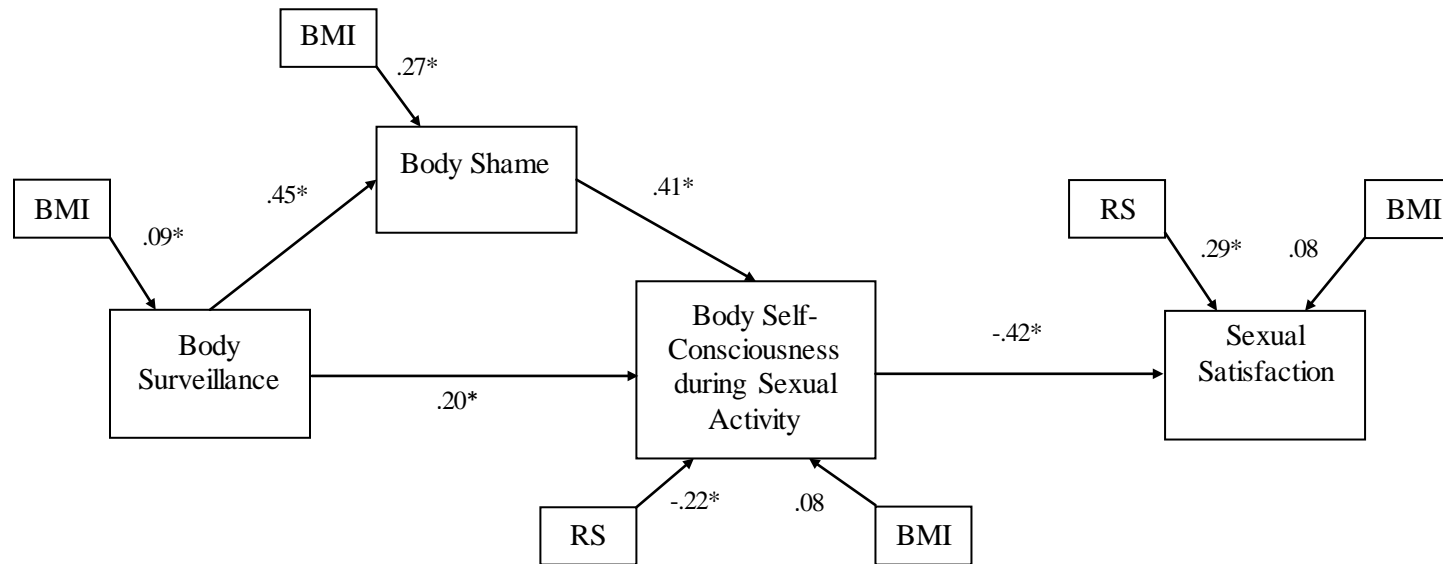 BMI
.27*
Body Shame
BMI
.09*
.45*
.41*
RS
BMI
.29*
.08
Body
Surveillance
Body Self-
Consciousness
during Sexual
Activity
-.42*
Sexual
Satisfaction
.20*
-.22*
.08
RS
BMI